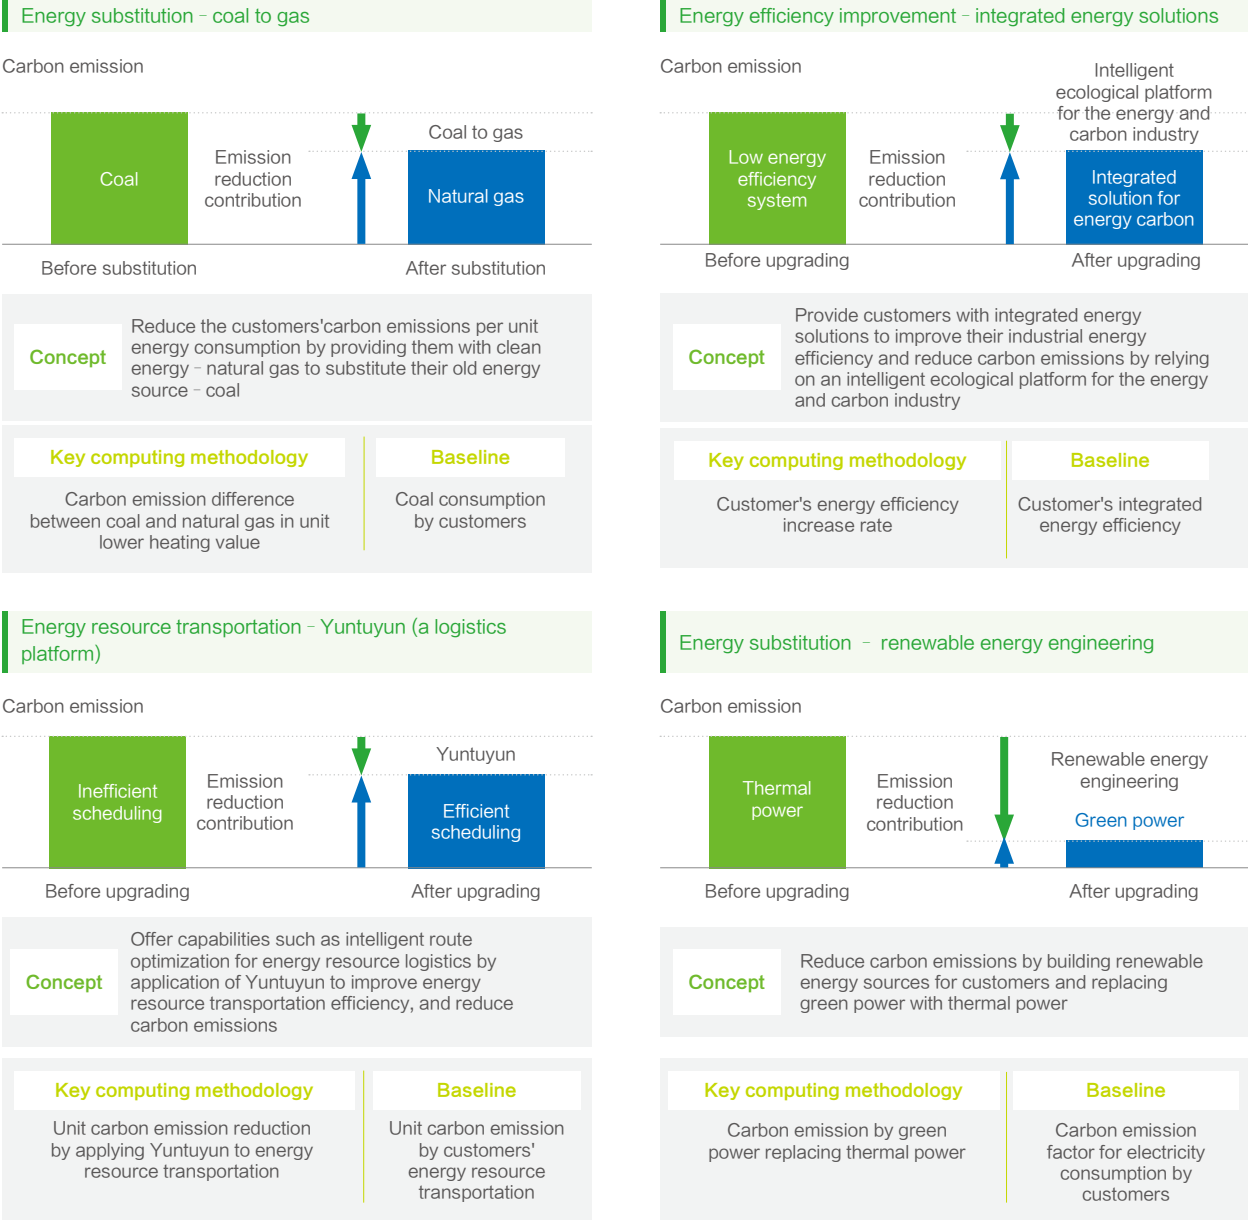 Energy substitution – coal to gas
Carbon emission
Coal
Emission
reduction
contribution
Coal to gas
Natural gas
Before substitution
After substitution
Concept
Reduce the customers'carbon emissions per unit
energy consumption by providing them with clean
energy – natural gas to substitute their old energy
source – coal
Key computing methodology
Carbon emission difference
between coal and natural gas in unit
lower heating value
Baseline
Coal consumption
by customers
Energy efficiency improvement – integrated energy solutions
Carbon emission
Low energy
efficiency
system
Emission
reduction
contribution
Intelligent
ecological platform
for the energy and
carbon industry
Integrated
solution for
energy carbon
Before upgrading
After upgrading
Concept
Provide customers with integrated energy
solutions to improve their industrial energy
efficiency and reduce carbon emissions by relying
on an intelligent ecological platform for the energy
and carbon industry
Key computing methodology
Customer's energy efficiency
increase rate
Baseline
Customer's integrated
energy efficiency
Energy resource transportation – Yuntuyun (a logistics
platform)
Carbon emission
Inefficient
scheduling
Emission
reduction
contribution
Yuntuyun
Efficient
scheduling
Before upgrading
After upgrading
Concept
Offer capabilities such as intelligent route
optimization for energy resource logistics by
application of Yuntuyun to improve energy
resource transportation efficiency, and reduce
carbon emissions
Key computing methodology
Unit carbon emission reduction
by applying Yuntuyun to energy
resource transportation
Baseline
Unit carbon emission
by customers'
energy resource
transportation
Energy substitution – renewable energy engineering
Carbon emission
Thermal
power
Emission
reduction
contribution
Renewable energy
engineering
Green power
Before upgrading
After upgrading
Concept
Reduce carbon emissions by building renewable
energy sources for customers and replacing
green power with thermal power
Key computing methodology
Carbon emission by green
power replacing thermal power
Baseline
Carbon emission
factor for electricity
consumption by
customers